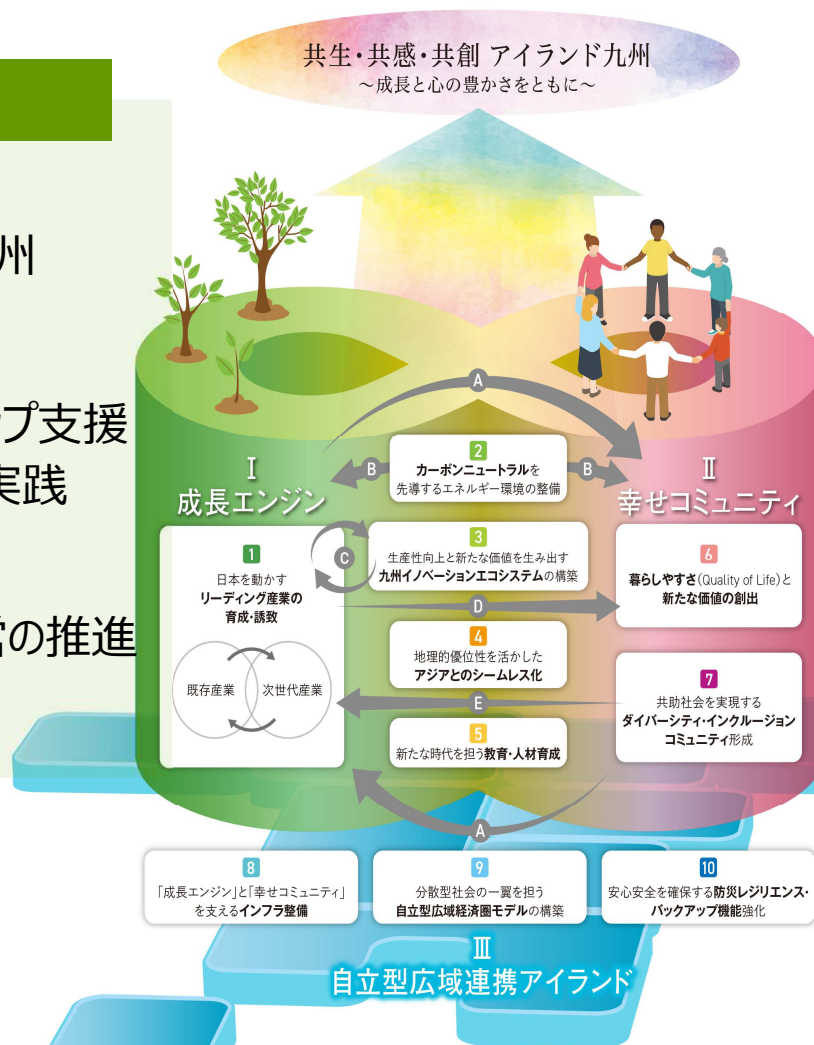 共生・共感・共創 アイランド九州
～成長と心の豊かさをともに～
州
プ支援
実践
の推進
A
Ⅰ
成長エンジン
B
2
カーボンニュートラルを
先導するエネルギー環境の整備
B
Ⅱ
幸せコミュニティ
1
日本を動かす
リーディング産業の
育成・誘致
既存産業
次世代産業
C
3
生産性向上と新たな価値を生み出す
九州イノベーションエコシステムの構築
D
4
地理的優位性を活かした
アジアとのシームレス化
E
5
新たな時代を担う教育・人材育成
6
暮らしやすさ(Quality of Life)と
新たな価値の創出
7
共助社会を実現する
ダイバーシティ・インクルージョン
コミュニティ形成
A
8
「成長エンジン」と「幸せコミュニティ」
を支えるインフラ整備
9
分散型社会の一翼を担う
自立型広域経済圏モデルの構築
10
安心安全を確保する防災レジリエンス・
バックアップ機能強化
Ⅲ
自立型広域連携アイランド